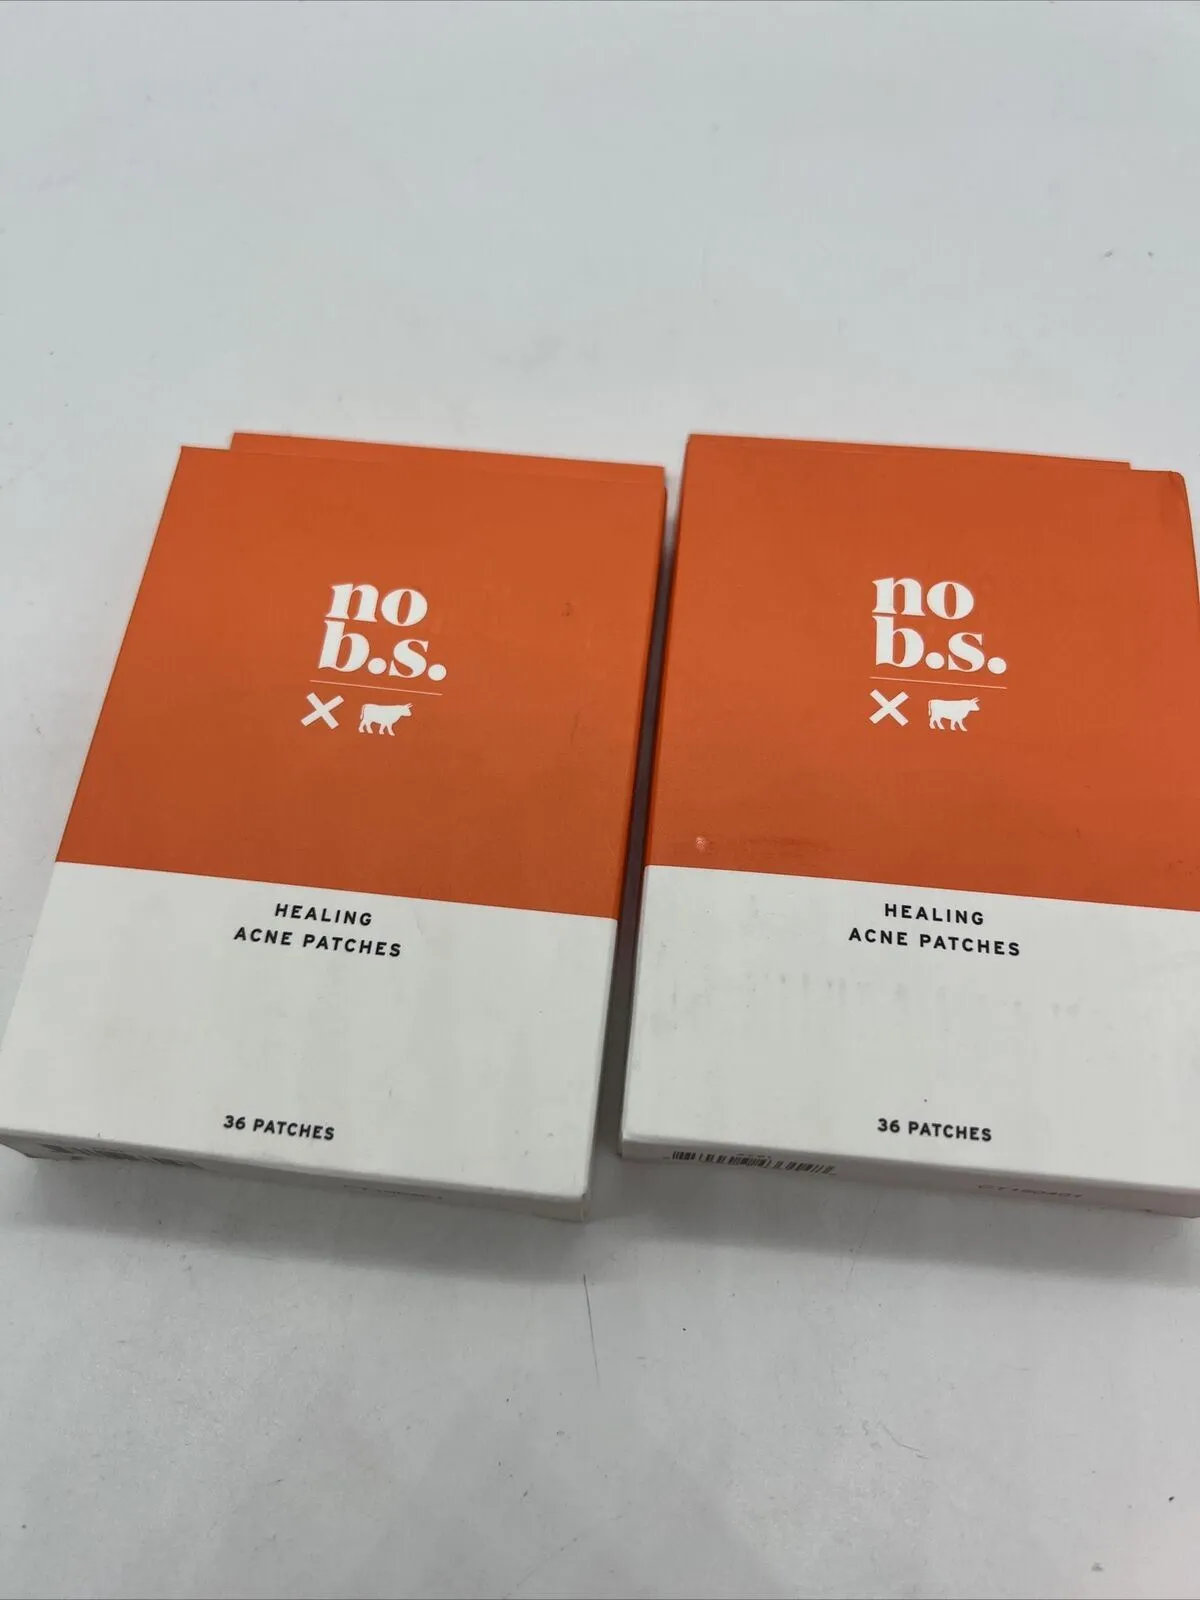 no
b.s.
HEALING
ACNE PATCHES
36 PATCHES
no
b.s.
HEALING
ACNE PATCHES
36 PATCHES